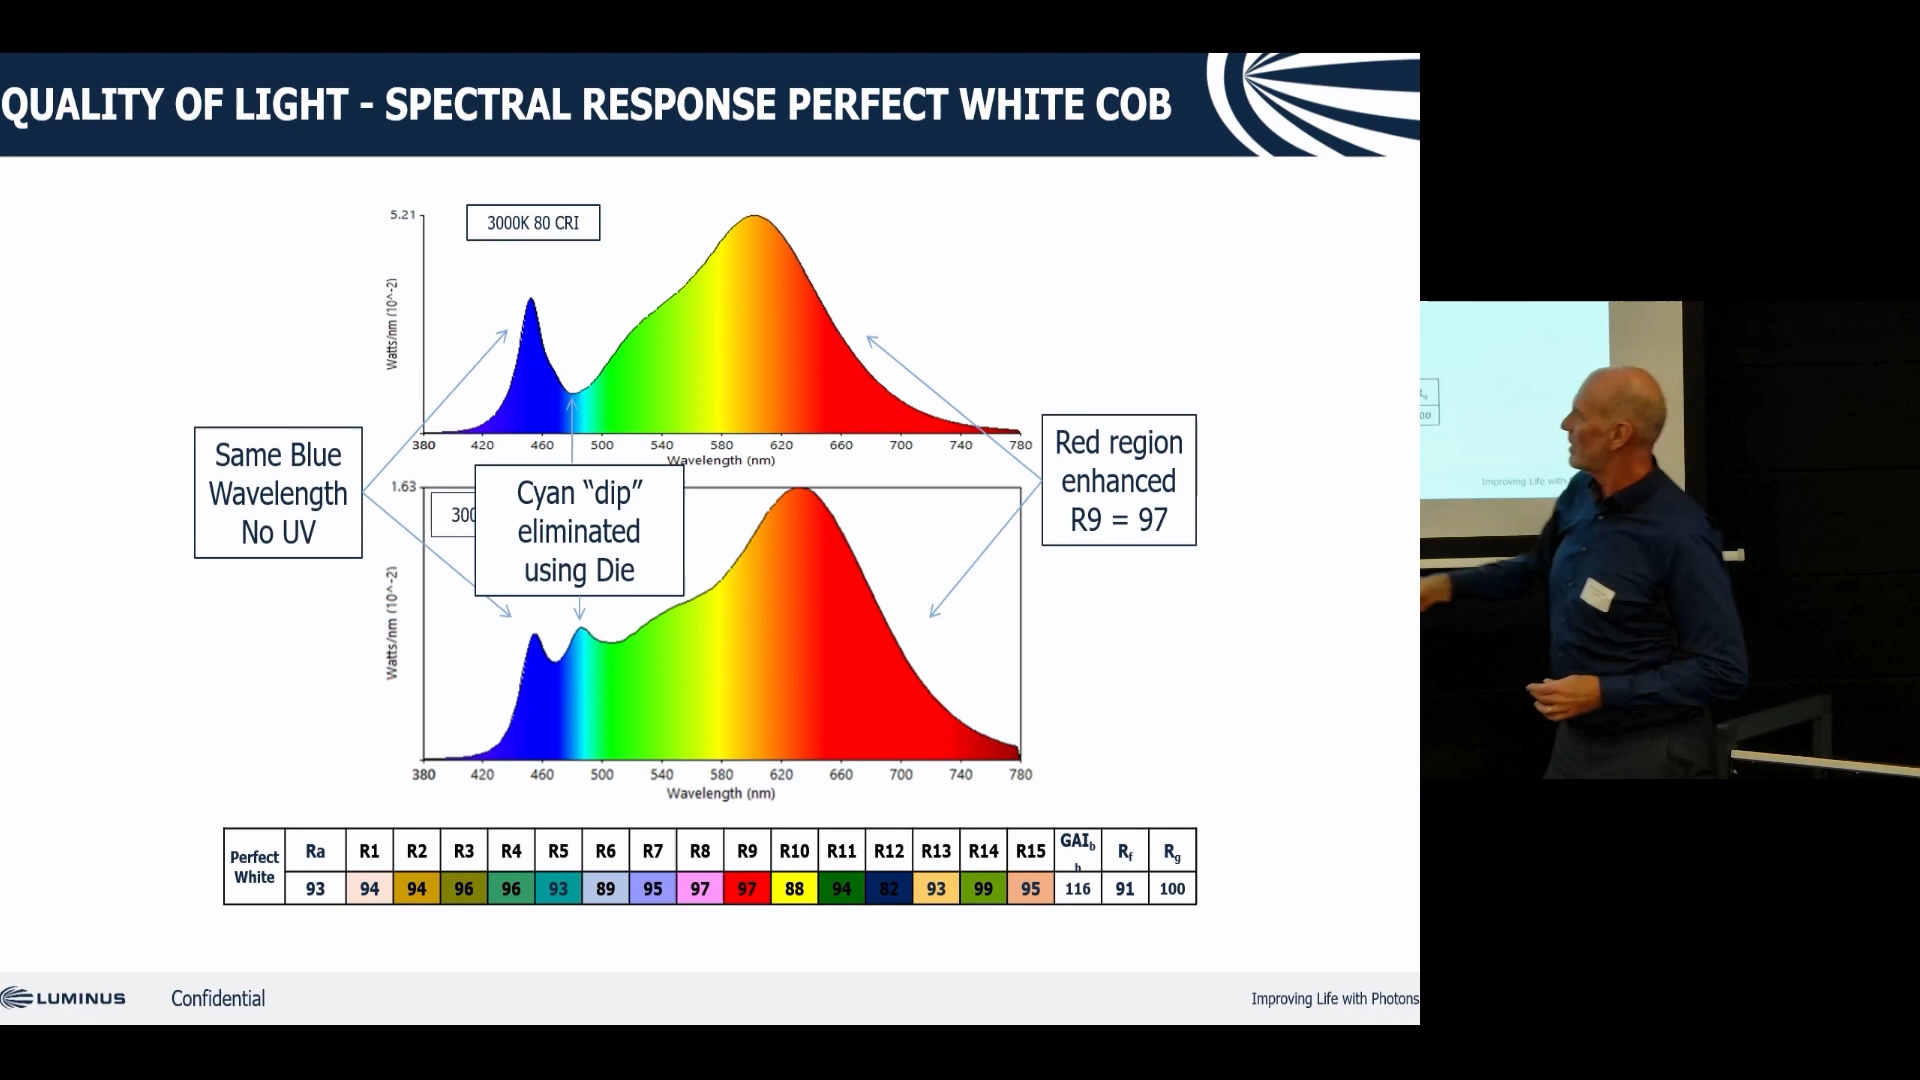 QUALITY OF LIGHT - SPECTRAL RESPONSE PERFECT WHITE COB
5.21
3000K 80 CRI
Watts/nm (10^-2)
380 420 460 500 540 580 620 660 700 740 780
Wavelength (nm)
Same Blue
Wavelength
No UV
Cyan “dip”
eliminated
using Die
Red region
enhanced
R9 = 97
1.63
300
Watts/nm (10^-2)
380 420 460 500 540 580 620 660 700 740 780
Wavelength (nm)
Perfect
White
Ra R1 R2 R3 R4 R5 R6 R7 R8 R9 R10 R11 R12 R13 R14 R15 GAIb Rf Rg
h
93 94 94 96 96 93 89 95 97 97 88 94 82 93 99 95 116 91 100
LUMINUS
Confidential
Improving Life with Photons
Improving Life with